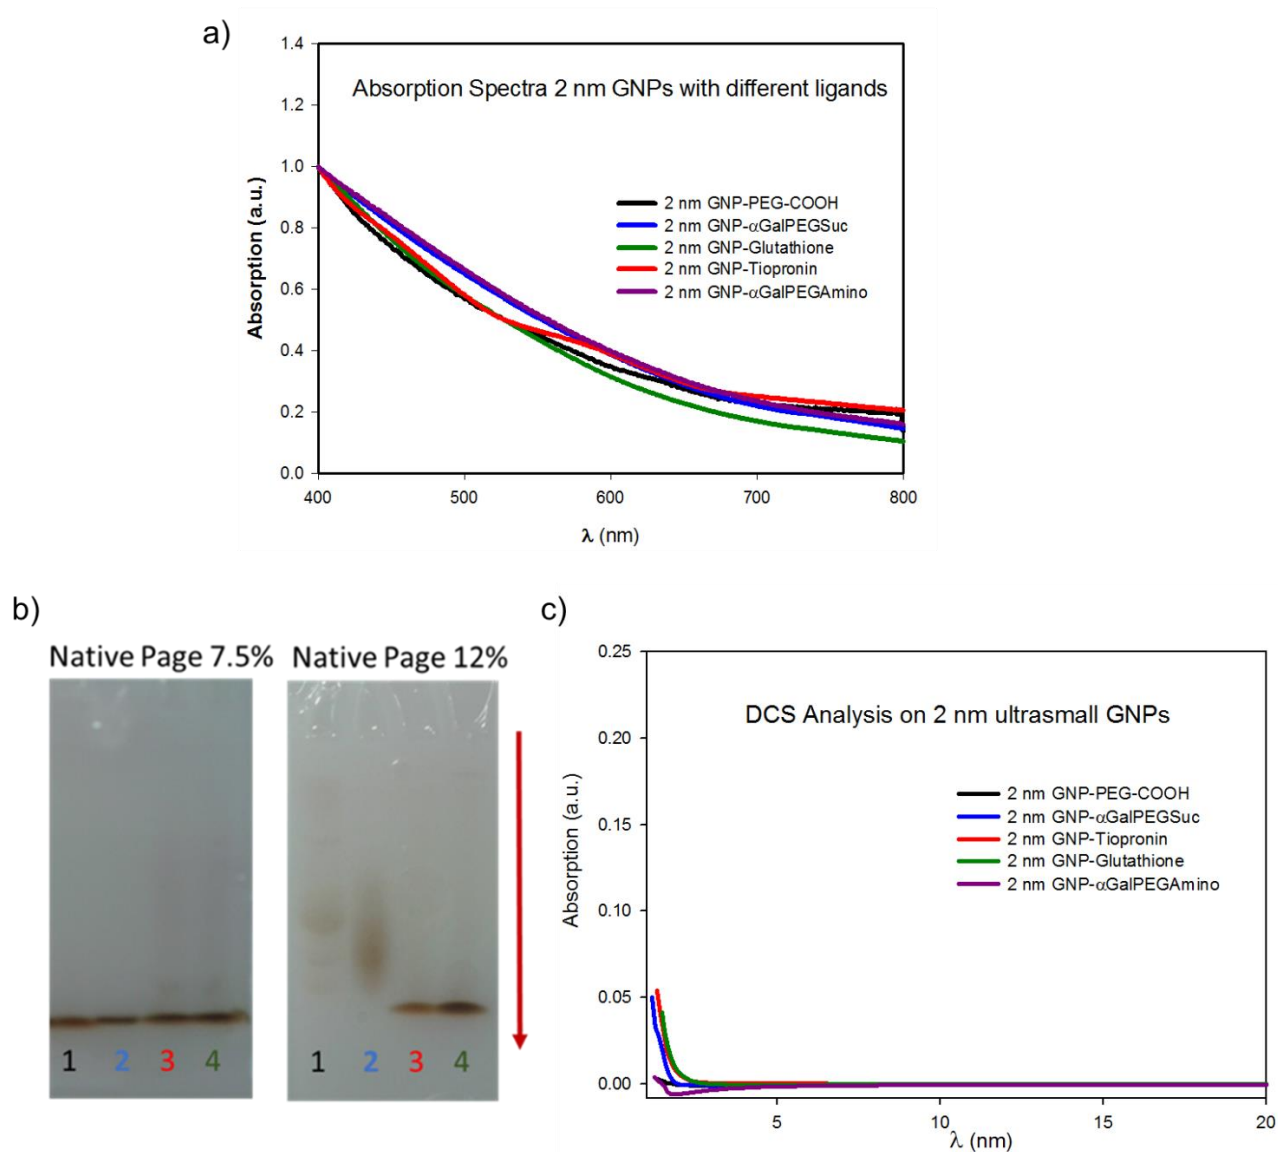 a)
Absorption Spectra 2 nm GNPs with different ligands
1.4
1.2
1.0
0.8
0.6
0.4
0.2
0.0
Absorption (a.u.)
2 nm GNP-PEG-COOH
2 nm GNP-αGalPEGSuc
2 nm GNP-Glutathione
2 nm GNP-Tiopronin
2 nm GNP-αGalPEGAmino
400 500 600 700 800
λ (nm)
b)
Native Page 7.5%
1 2 3 4
Native Page 12%
1 2 3 4
c)
DCS Analysis on 2 nm ultrasmall GNPs
0.25
0.20
0.15
0.10
0.05
0.00
Absorption (a.u.)
2 nm GNP-PEG-COOH
2 nm GNP-αGalPEGSuc
2 nm GNP-Tiopronin
2 nm GNP-Glutathione
2 nm GNP-αGalPEGAmino
5 10 15 20
λ (nm)